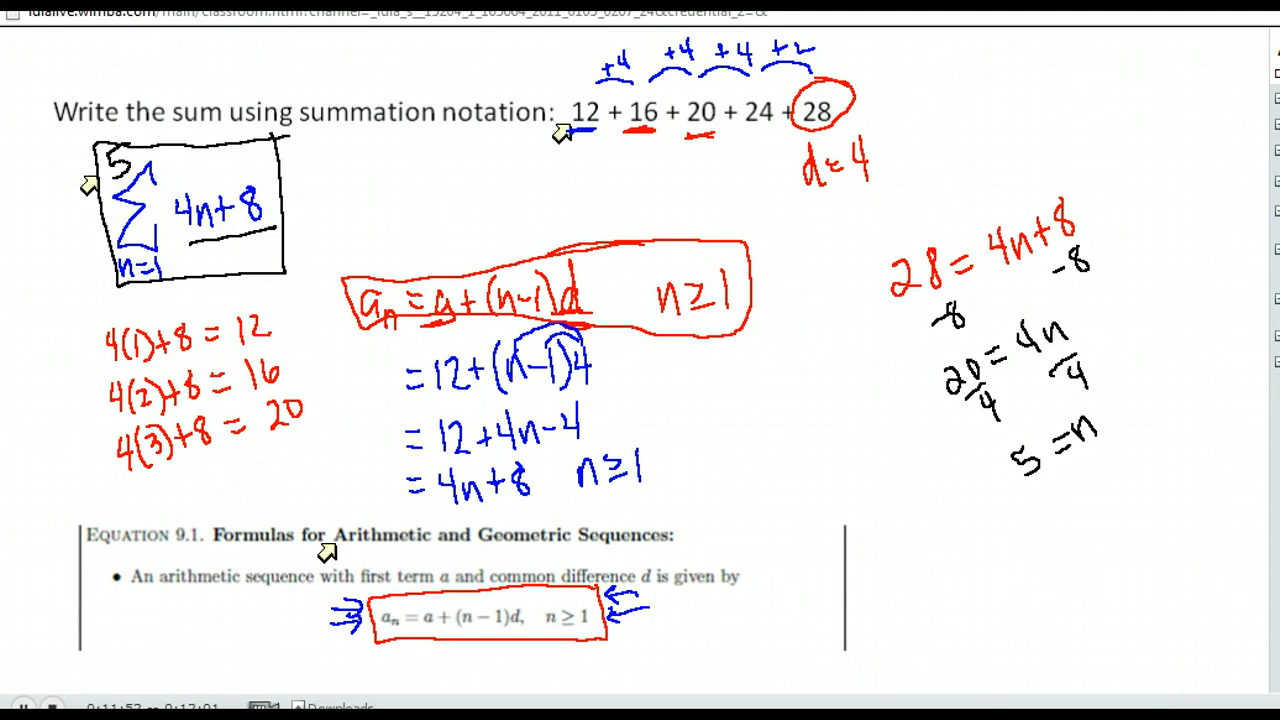 +4 +4 +4 +2
Write the sum using summation notation: 12 + 16 + 20 + 24 + 28
d = 4
5
Σ 4n+8
n=1
aₙ = a + (n-1)d n ≥ 1
28 = 4n+8
-8 -8
4(1)+8 = 12
4(2)+8 = 16
4(3)+8 = 20
= 12+(n-1)4
= 12+4n-4
= 4n+8 n ≥ 1
20 = 4n
/4 /4
5 = n
EQUATION 9.1. Formulas for Arithmetic and Geometric Sequences:
• An arithmetic sequence with first term a and common difference d is given by
aₙ = a + (n − 1)d, n ≥ 1
Downloads